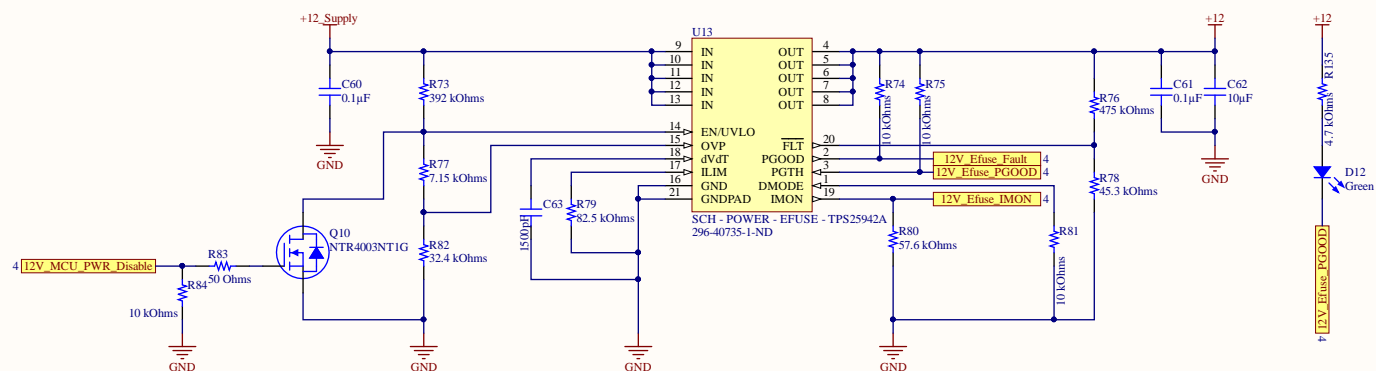 +12_Supply
+12
+12
U13
9 IN
10 IN
11 IN
12 IN
13 IN
14 EN/UVLO
15 OVP
18 dVdT
17 ILIM
16 GND
21 GNDPAD
OUT 4
OUT 5
OUT 6
OUT 7
OUT 8
FLT 20
PGOOD 2
PGTH 3
DMODE 1
IMON 19
SCH - POWER - EFUSE - TPS25942A
296-40735-1-ND
C60
0.1µF
GND
R73
392 kOhms
R77
7.15 kOhms
R82
32.4 kOhms
GND
Q10
NTR4003NT1G
4 12V_MCU_PWR_Disable
R83
50 Ohms
R84
10 kOhms
GND
C63
1500pF
R79
82.5 kOhms
GND
R74
10 kOhms
R75
10 kOhms
12V_Efuse_Fault 4
12V_Efuse_PGOOD 4
12V_Efuse_IMON 4
R80
57.6 kOhms
R81
10 kOhms
GND
R76
475 kOhms
R78
45.3 kOhms
C61
0.1µF
C62
10µF
GND
R135
4.7 kOhms
D12
Green
12V_Efuse_PGOOD
4